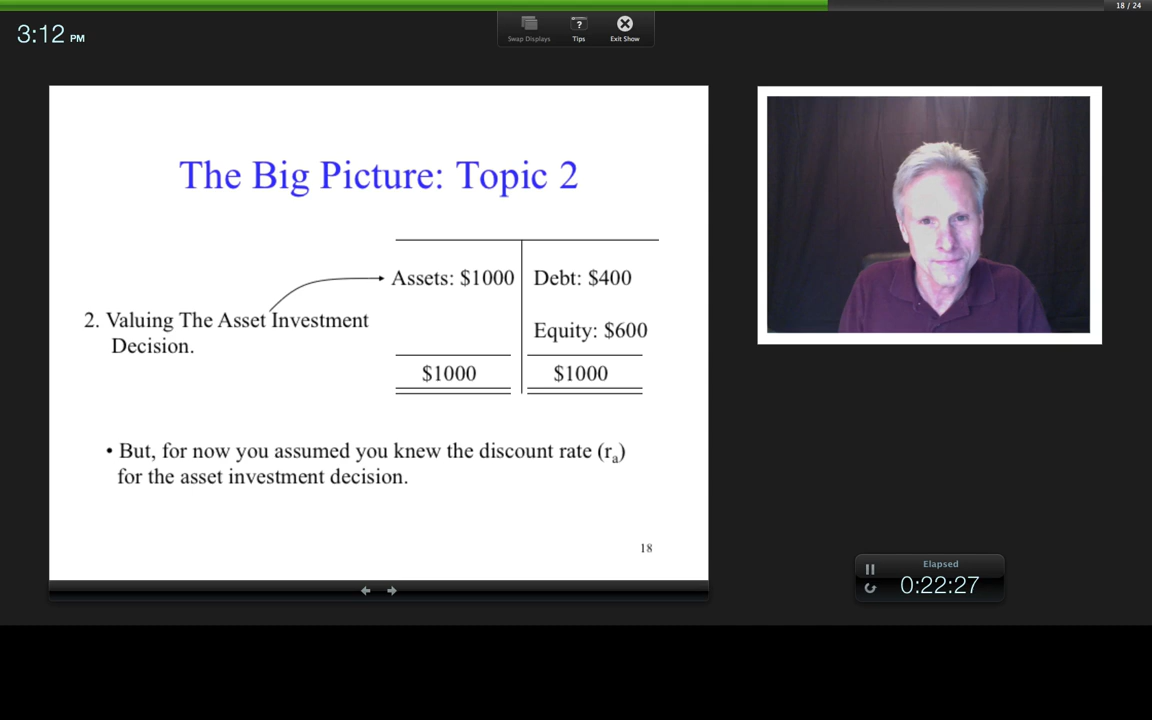 18 / 24
3:12 PM
Swap Displays
Tips
Exit Show
The Big Picture: Topic 2
Assets: $1000
Debt: $400
2. Valuing The Asset Investment
Decision.
Equity: $600
$1000
$1000
• But, for now you assumed you knew the discount rate (ra)
for the asset investment decision.
18
Elapsed
0:22:27